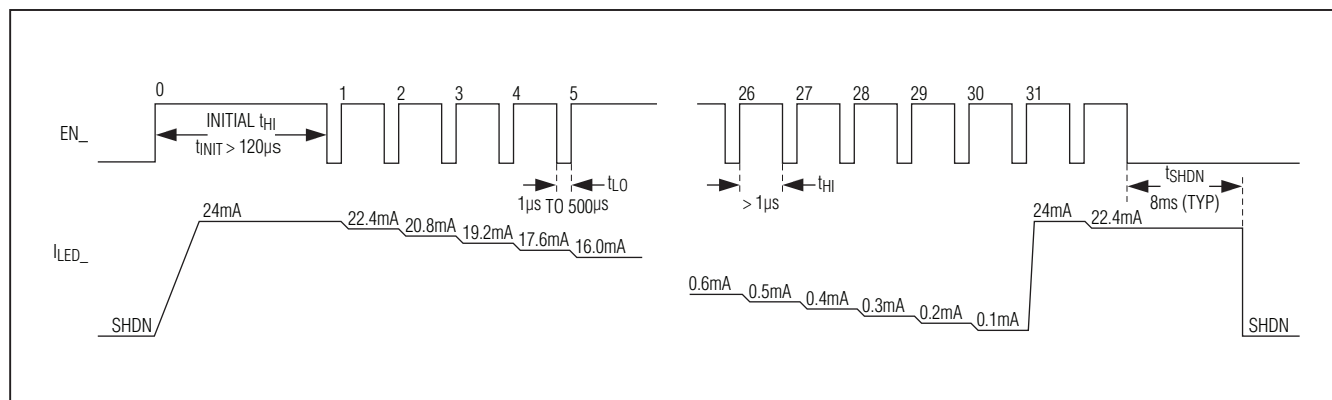 0 1 2 3 4 5 26 27 28 29 30 31
EN_
INITIAL tHI
tINIT > 120µs
tLO
1µs TO 500µs
tHI
> 1µs
tSHDN
8ms (TYP)
24mA 22.4mA 20.8mA 19.2mA 17.6mA 16.0mA
24mA 22.4mA
ILED_
0.6mA 0.5mA 0.4mA 0.3mA 0.2mA 0.1mA
SHDN SHDN